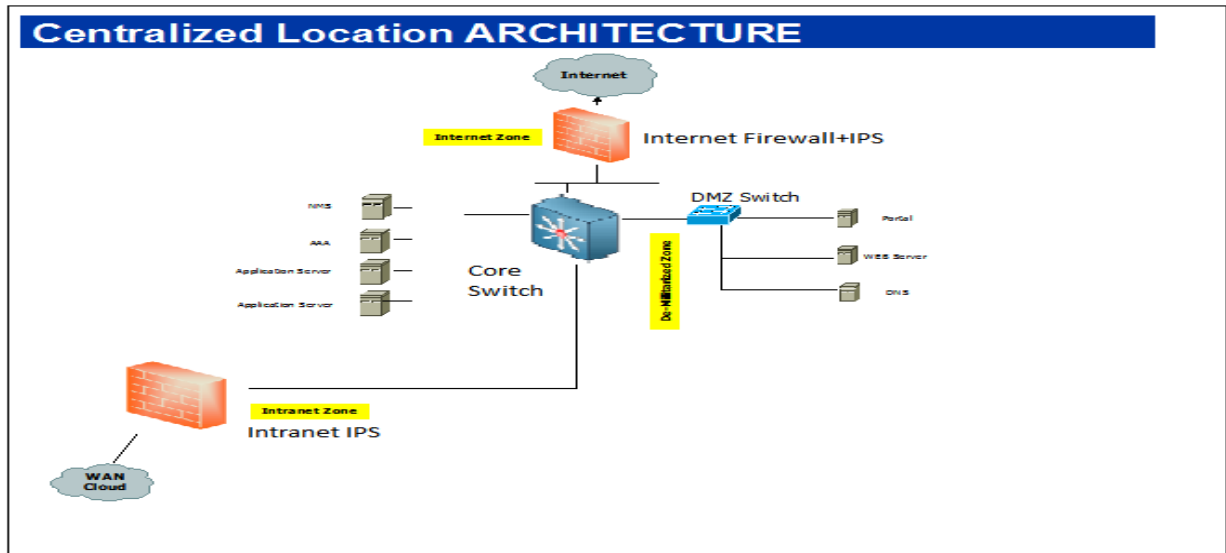 Centralized Location ARCHITECTURE
Internet
Internet Zone
Internet Firewall+IPS
NMS
DMZ Switch
Portal
AAA
De-Militarized Zone
WEB Server
Application Server
Core
Switch
DNS
Application Server
Intranet Zone
Intranet IPS
WAN
Cloud